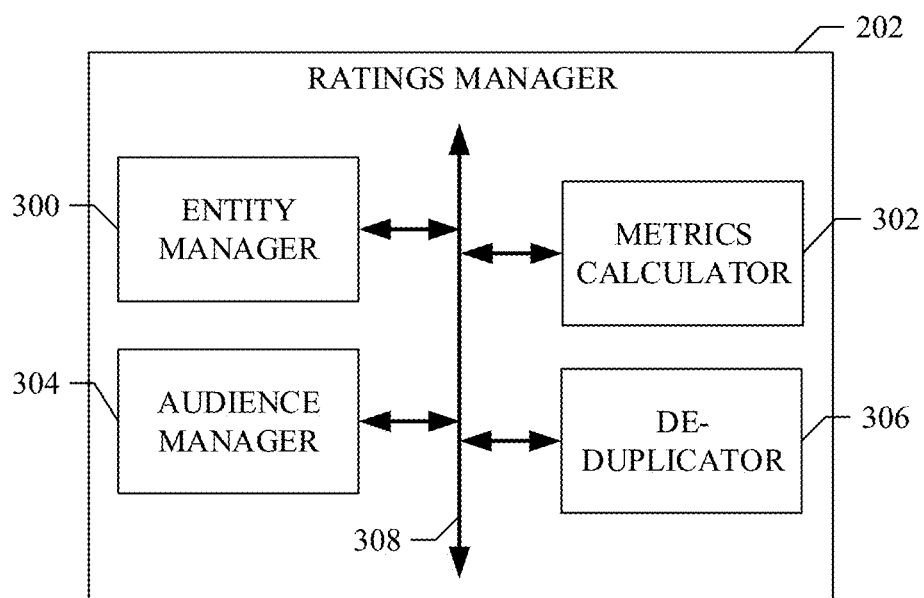 202
RATINGS MANAGER
300
ENTITY
MANAGER
METRICS
CALCULATOR
302
304
AUDIENCE
MANAGER
DE-
DUPLICATOR
306
308